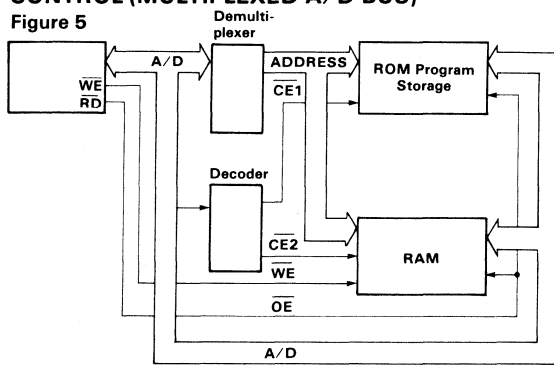 CONTROL (MULTIPLEXED A/D BUS)
Figure 5
Demulti-
plexer
A/D
ADDRESS
ROM Program
Storage
WE
RD
CE1
Decoder
CE2
WE
RAM
OE
A/D